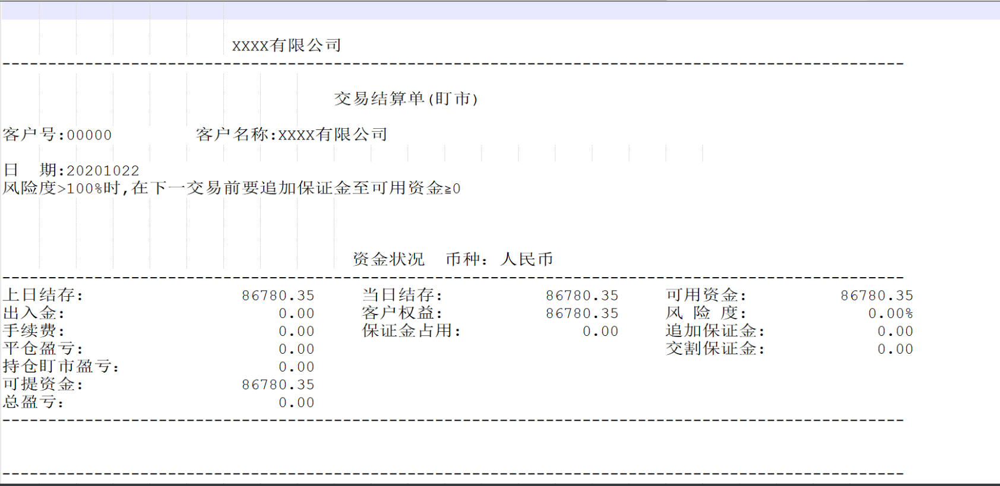 XXXX有限公司
--------------------------------------------------------------------------------------------------
交易结算单(盯市)
客户号:00000 客户名称:XXXX有限公司
日 期:20201022
风险度>100%时,在下一交易前要追加保证金至可用资金≧0
资金状况 币种: 人民币
--------------------------------------------------------------------------------------------------
上日结存: 86780.35 当日结存: 86780.35 可用资金: 86780.35
出入金: 0.00 客户权益: 86780.35 风 险 度: 0.00%
手续费: 0.00 保证金占用: 0.00 追加保证金: 0.00
平仓盈亏: 0.00 交割保证金: 0.00
持仓盯市盈亏: 0.00
可提资金: 86780.35
总盈亏: 0.00
--------------------------------------------------------------------------------------------------
--------------------------------------------------------------------------------------------------